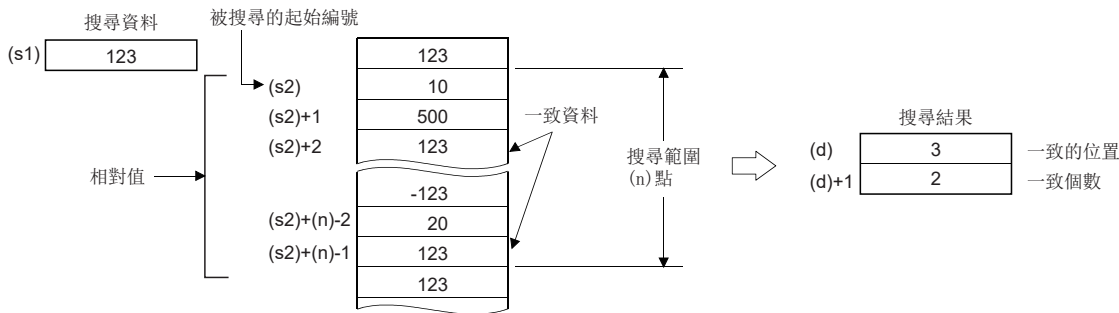 搜尋資料
被搜尋的起始編號
(s1) 123
123
(s2) 10
(s2)+1 500
(s2)+2 123
一致資料
相對值
搜尋範圍
(n)點
-123
(s2)+(n)-2 20
(s2)+(n)-1 123
123
搜尋結果
(d) 3 一致的位置
(d)+1 2 一致個數